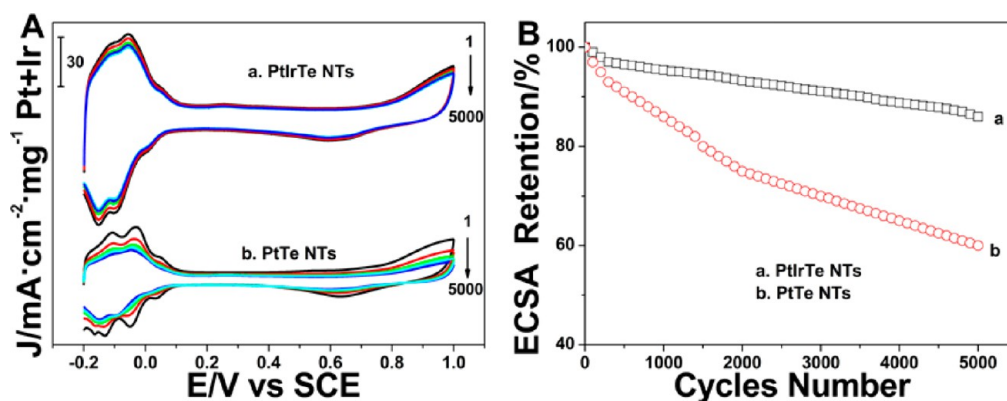 A
J/mA·cm⁻²·mg⁻¹ Pt+Ir
30
a. PtIrTe NTs
1
5000
b. PtTe NTs
1
5000
-0.2 0.0 0.2 0.4 0.6 0.8 1.0
E/V vs SCE
B
ECSA Retention/%
100
80
60
40
a
b
a. PtIrTe NTs
b. PtTe NTs
0 1000 2000 3000 4000 5000
Cycles Number